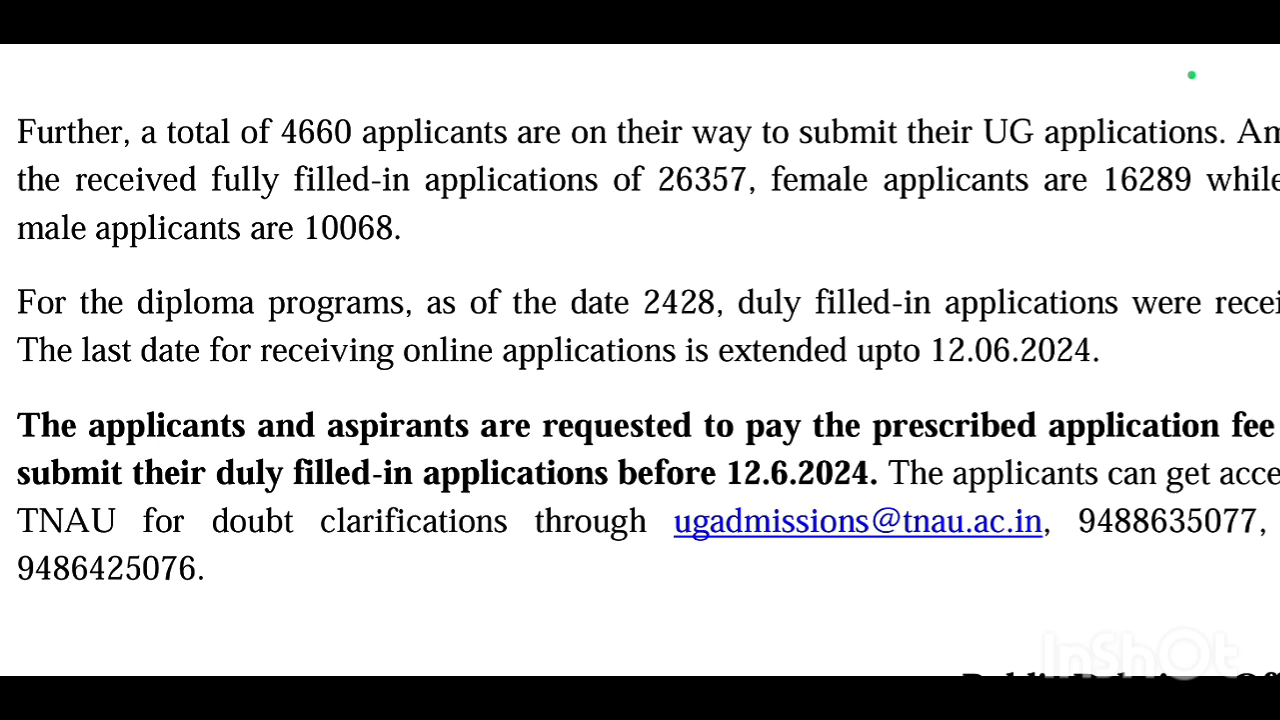 Further, a total of 4660 applicants are on their way to submit their UG applications.
the received fully filled-in applications of 26357, female applicants are 16289 while
male applicants are 10068.
For the diploma programs, as of the date 2428, duly filled-in applications were
The last date for receiving online applications is extended upto 12.06.2024.
The applicants and aspirants are requested to pay the prescribed application fee
submit their duly filled-in applications before 12.6.2024. The applicants can get
TNAU for doubt clarifications through ugadmissions@tnau.ac.in, 9488635077,
9486425076.
InShOt